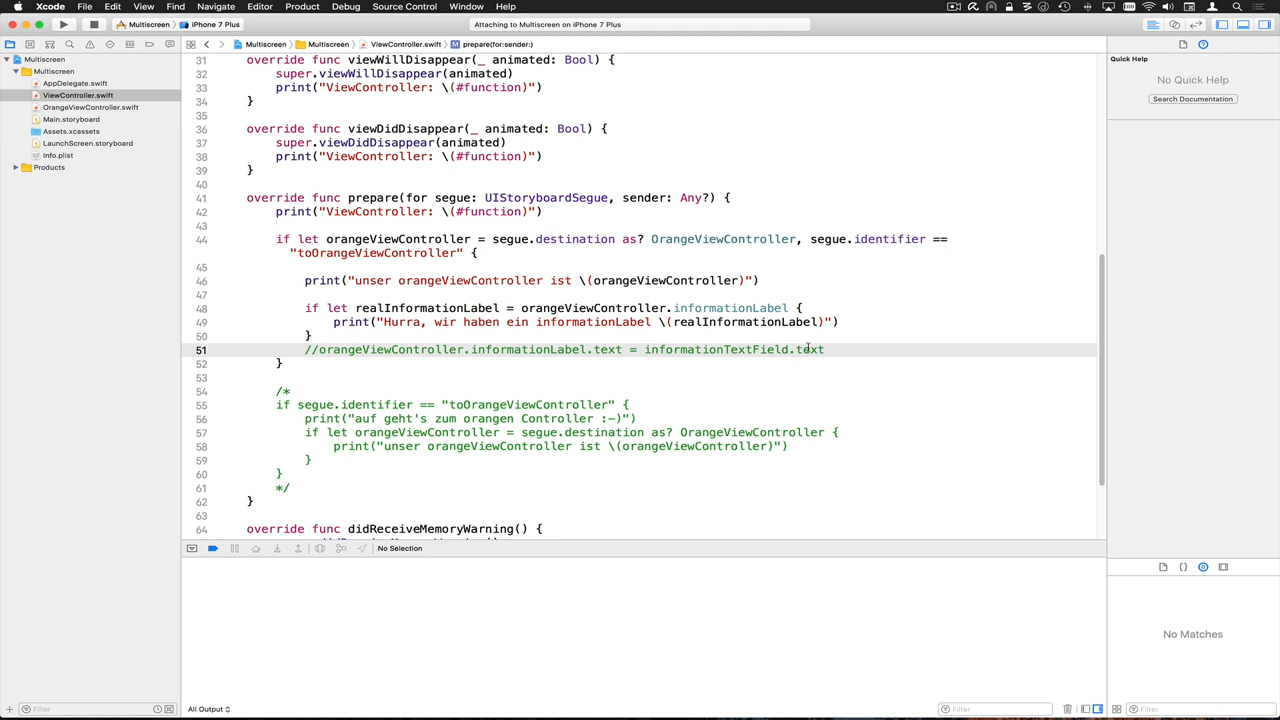 Xcode File Edit View Find Navigate Editor Product Debug Source Control Window Help
Multiscreen iPhone 7 Plus Attaching to Multiscreen on iPhone 7 Plus
Multiscreen Multiscreen ViewController.swift M prepare(for:sender:)
Multiscreen
Multiscreen
AppDelegate.swift
ViewController.swift
OrangeViewController.swift
Main.storyboard
Assets.xcassets
LaunchScreen.storyboard
Info.plist
Products
31 override func viewWillDisappear(_ animated: Bool) {
32 super.viewWillDisappear(animated)
33 print("ViewController: \(#function)")
34 }
35
36 override func viewDidDisappear(_ animated: Bool) {
37 super.viewDidDisappear(animated)
38 print("ViewController: \(#function)")
39 }
40
41 override func prepare(for segue: UIStoryboardSegue, sender: Any?) {
42 print("ViewController: \(#function)")
43
44 if let orangeViewController = segue.destination as? OrangeViewController, segue.identifier ==
"toOrangeViewController" {
45
46 print("unser orangeViewController ist \(orangeViewController)")
47
48 if let realInformationLabel = orangeViewController.informationLabel {
49 print("Hurra, wir haben ein informationLabel \(realInformationLabel)")
50 }
51 //orangeViewController.informationLabel.text = informationTextField.text
52 }
53
54 /*
55 if segue.identifier == "toOrangeViewController" {
56 print("auf geht's zum orangen Controller :-)")
57 if let orangeViewController = segue.destination as? OrangeViewController {
58 print("unser orangeViewController ist \(orangeViewController)")
59 }
60 }
61 */
62 }
63
64 override func didReceiveMemoryWarning() {
No Selection
All Output
Filter
Filter
Quick Help
No Quick Help
Search Documentation
No Matches
Filter